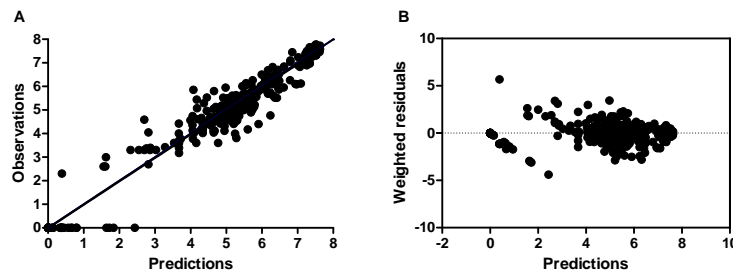 A
Observations
8
7
6
5
4
3
2
1
0
0 1 2 3 4 5 6 7 8
Predictions
B
Weighted residuals
10
5
0
-5
-10
-2 0 2 4 6 8 10
Predictions